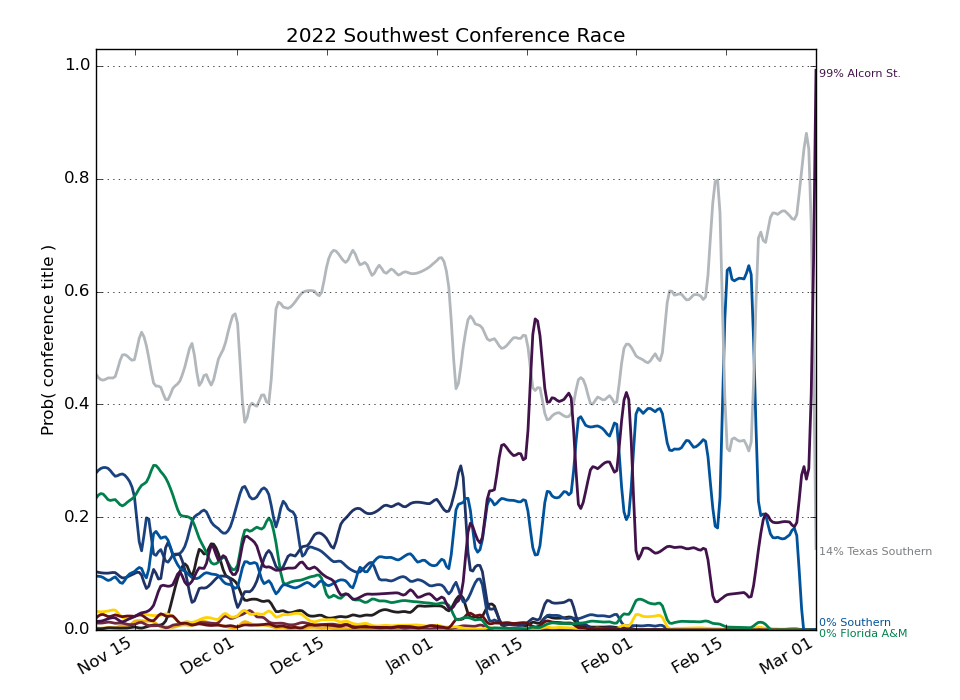 2022 Southwest Conference Race
Prob( conference title )
1.0
0.8
0.6
0.4
0.2
0.0
Nov 15
Dec 01
Dec 15
Jan 01
Jan 15
Feb 01
Feb 15
Mar 01
99% Alcorn St.
14% Texas Southern
0% Southern
0% Florida A&M